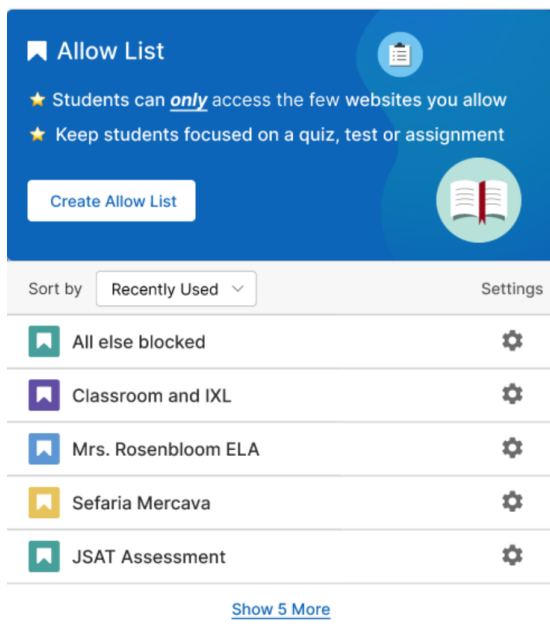 Allow List
Students can only access the few websites you allow
Keep students focused on a quiz, test or assignment
Create Allow List
Sort by Recently Used Settings
All else blocked
Classroom and IXL
Mrs. Rosenbloom ELA
Sefaria Mercava
JSAT Assessment
Show 5 More